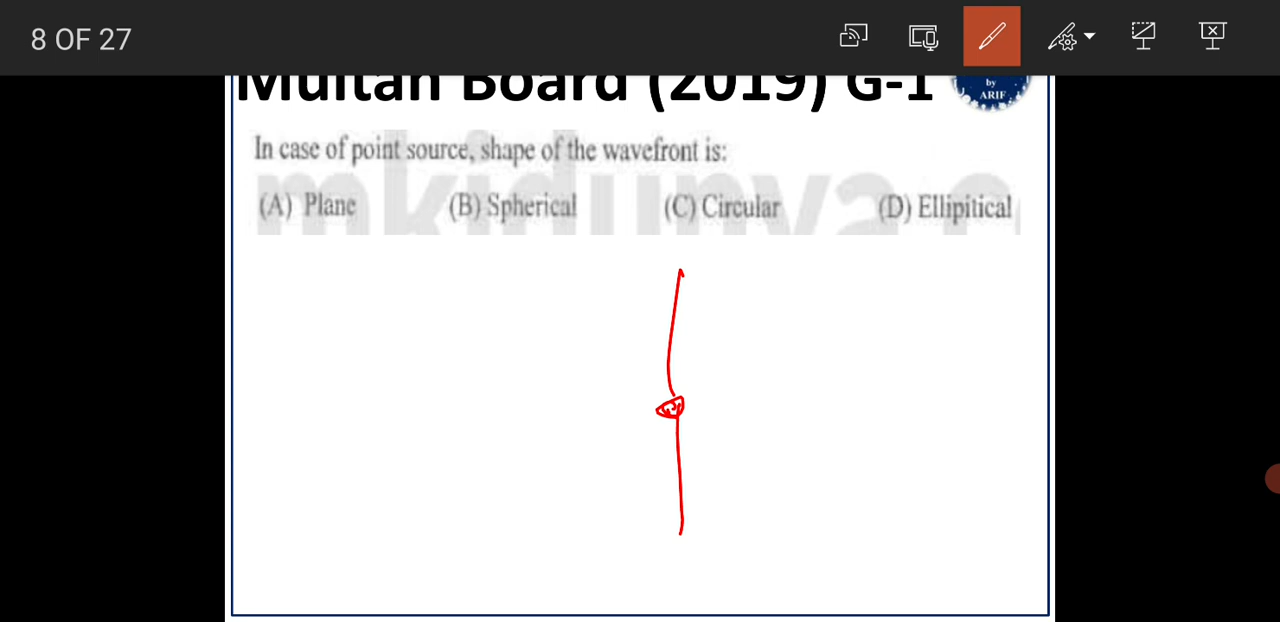 8 OF 27
Multan Board (2019) G-1
by
ARIF
In case of point source, shape of the wavefront is:
(A) Plane (B) Spherical (C) Circular (D) Ellipitical